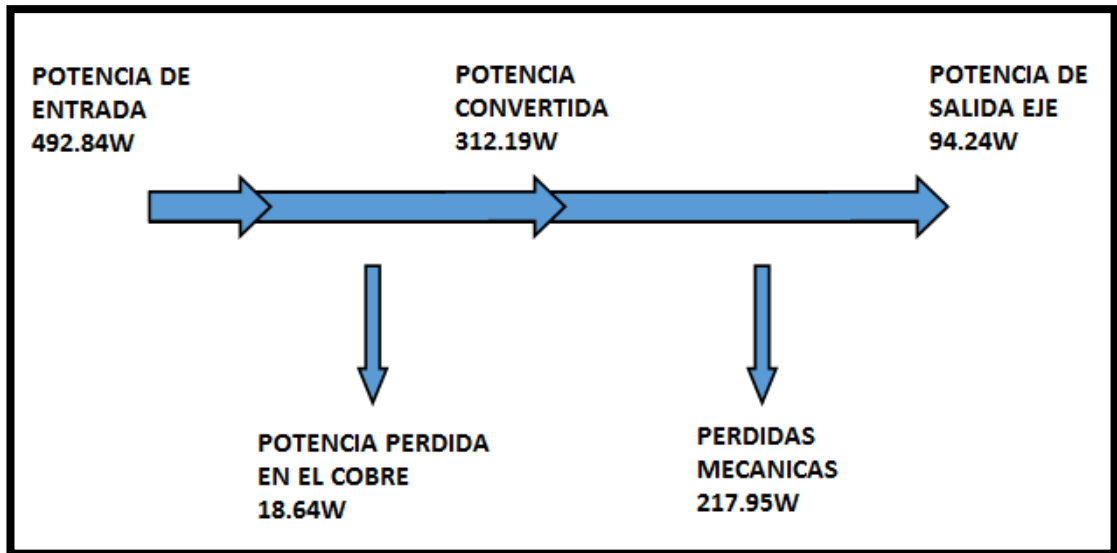 POTENCIA DE
ENTRADA
492.84W
POTENCIA
CONVERTIDA
312.19W
POTENCIA DE
SALIDA EJE
94.24W
POTENCIA PERDIDA
EN EL COBRE
18.64W
PERDIDAS
MECANICAS
217.95W